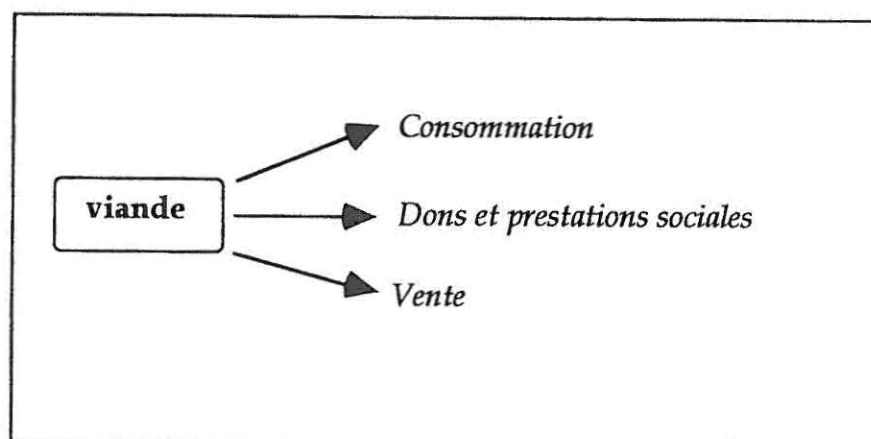 Consommation
viande
Dons et prestations sociales
Vente